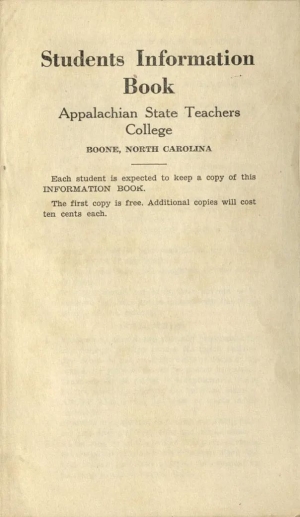 Students Information
Book
Appalachian State Teachers
College
BOONE, NORTH CAROLINA
Each student is expected to keep a copy of this
INFORMATION BOOK.
The first copy is free. Additional copies will cost
ten cents each.